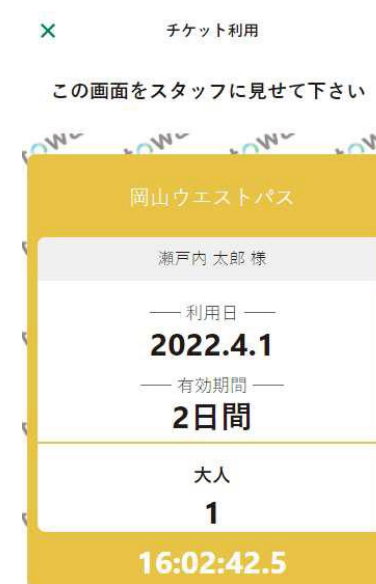 ×
チケット利用
この画面をスタッフに見せて下さい
岡山ウエストパス
瀬戸内 太郎 様
利用日
2022.4.1
有効期間
2日間
大人
1
16:02:42.5